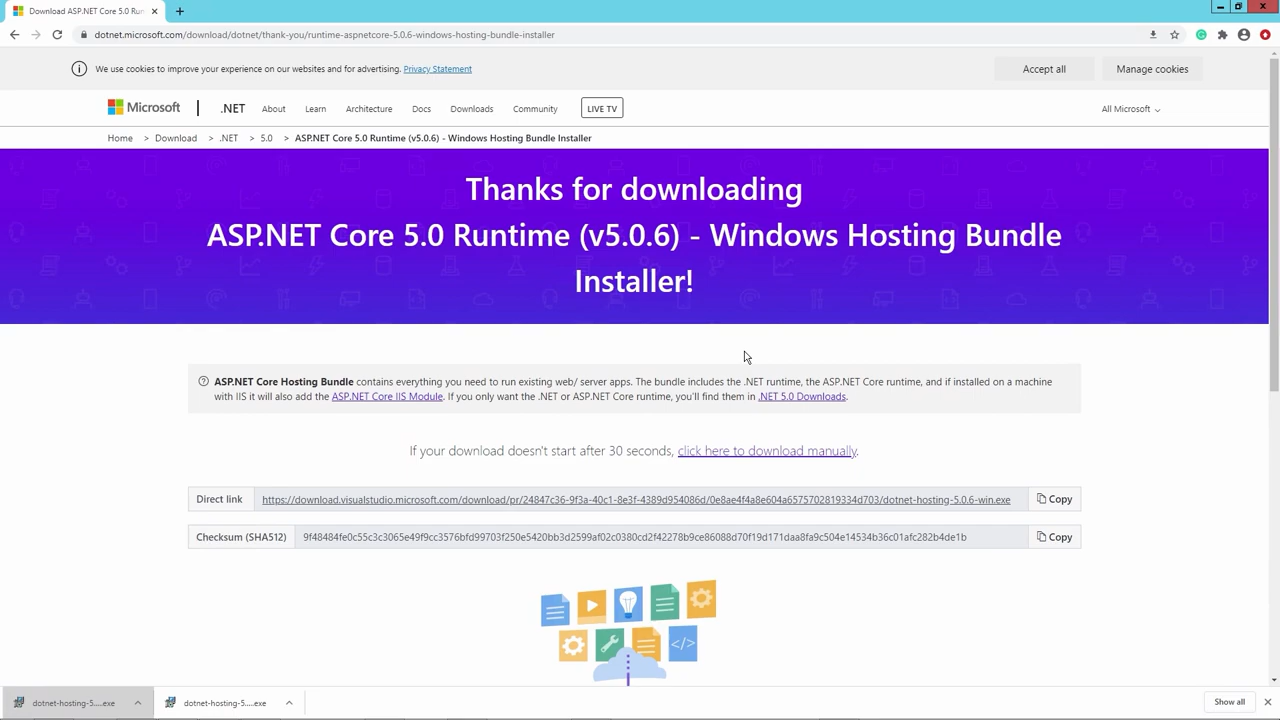 Download ASP.NET Core 5.0 Run
dotnet.microsoft.com/download/dotnet/thank-you/runtime-aspnetcore-5.0.6-windows-hosting-bundle-installer
We use cookies to improve your experience on our websites and for advertising. Privacy Statement
Accept all
Manage cookies
Microsoft
.NET
About
Learn
Architecture
Docs
Downloads
Community
LIVE TV
All Microsoft
Home > Download > .NET > 5.0 > ASP.NET Core 5.0 Runtime (v5.0.6) - Windows Hosting Bundle Installer
Thanks for downloading
ASP.NET Core 5.0 Runtime (v5.0.6) - Windows Hosting Bundle
Installer!
ASP.NET Core Hosting Bundle contains everything you need to run existing web/ server apps. The bundle includes the .NET runtime, the ASP.NET Core runtime, and if installed on a machine
with IIS it will also add the ASP.NET Core IIS Module. If you only want the .NET or ASP.NET Core runtime, you'll find them in .NET 5.0 Downloads.
If your download doesn't start after 30 seconds, click here to download manually.
Direct link
https://download.visualstudio.microsoft.com/download/pr/24847c36-9f3a-40c1-8e3f-4389d954086d/0e8ae4f4a8e604a6575702819334d703/dotnet-hosting-5.0.6-win.exe
Copy
Checksum (SHA512)
9f48484fe0c55c3c3065e49f9cc3576bfd99703f250e5420bb3d2599af02c0380cd2f42278b9ce86088d70f19d171daa8fa9c504e14534b36c01afc282b4de1b
Copy
</>
dotnet-hosting-5....exe
dotnet-hosting-5....exe
Show all